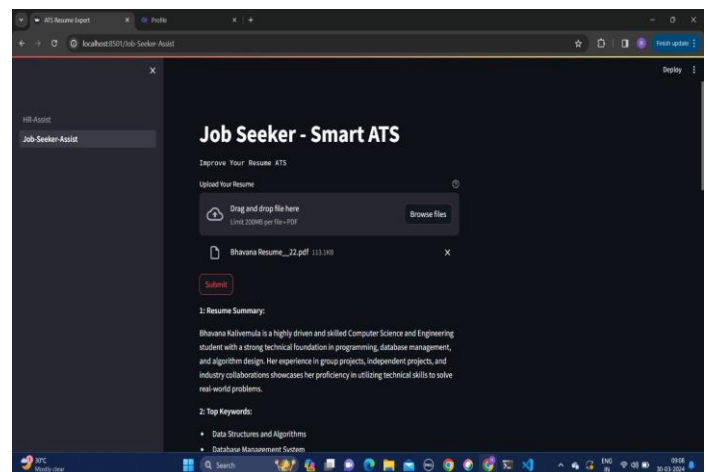 ATS Resume Expert
Profile
localhost:8501/Job-Seeker-Assist
Finish update
Deploy
HR-Assist
Job-Seeker-Assist
Job Seeker - Smart ATS
Improve Your Resume ATS
Upload Your Resume
Drag and drop file here
Limit 200MB per file • PDF
Browse files
Bhavana Resume__22.pdf 113.1KB
Submit
1: Resume Summary:
Bhavana Kalivemula is a highly driven and skilled Computer Science and Engineering
student with a strong technical foundation in programming, database management,
and algorithm design. Her experience in group projects, independent projects, and
industry collaborations showcases her proficiency in utilizing technical skills to solve
real-world problems.
2: Top Keywords:
• Data Structures and Algorithms
• Database Management System
30°C
Mostly clear
Search
ENG
IN
09:08
30-03-2024